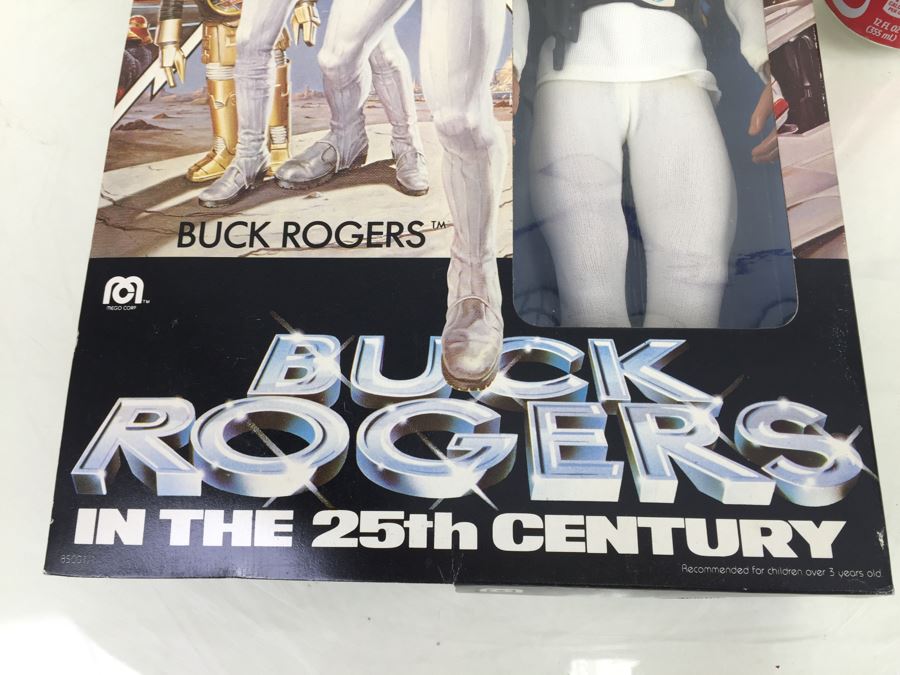 12 FL OZ
(355 mL)
BUCK ROGERS™
MEGO CORP ™
BUCK
ROGERS
IN THE 25th CENTURY
Recommended for children over 3 years old